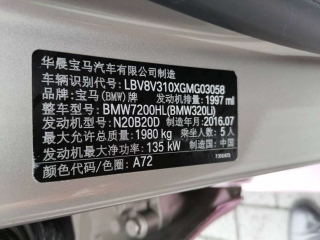 华晨宝马汽车有限公司制造
车辆识别代号: LBV8V310XGMG03058
品牌: 宝马(BMW)牌 发动机排量: 1997 ml
整车型号: BMW7200HL(BMW320Li)
发动机型号: N20B20D 制造年月: 2016.07
最大允许总质量: 1980 kg 乘坐人数: 5人
发动机最大净功率: 135 kW 制造国: 中国
颜色代号/色圈: A72